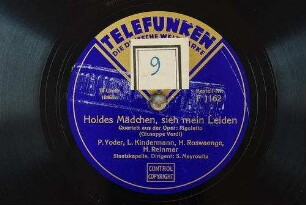 TELEFUNKEN
DIE DEUTSCHE WELTMARKE
9
F 1162
Holdes Mädchen, sieh mein Leiden
Quartett aus der Oper: Rigoletto
(Giuseppe Verdi)
P. Yoder, L. Kindermann, H. Roswaenge,
H. Reinmar
Staatskapelle, Dirigent: S. Meyrowitz
CONTROL
COPYRIGHT